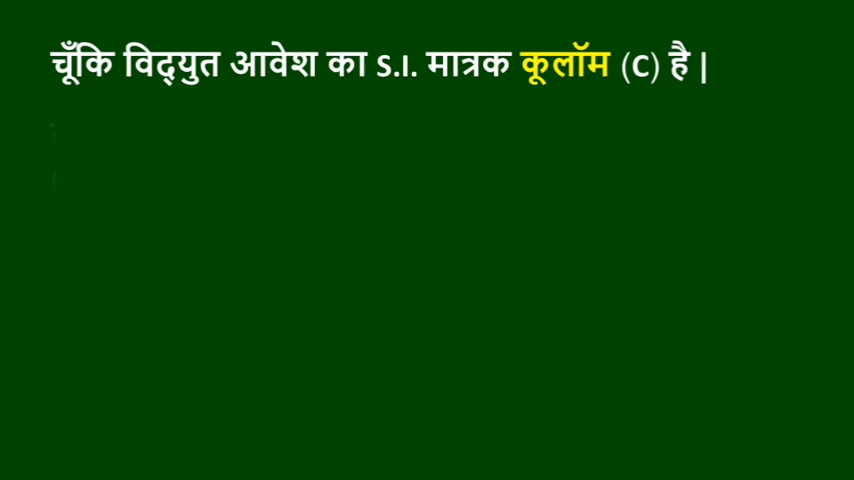 चूँकि विद्‌युत आवेश का S.I. मात्रक कूलॉम (C) है |